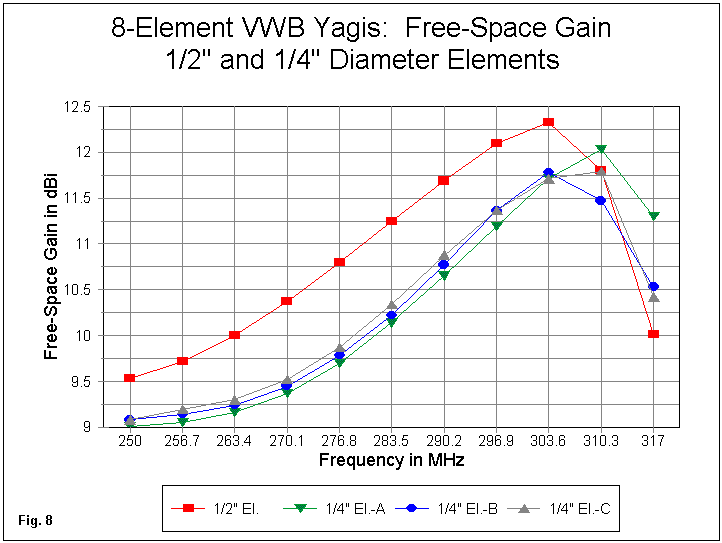 8-Element VWB Yagis: Free-Space Gain
1/2" and 1/4" Diameter Elements
Free-Space Gain in dBi
12.5
12
11.5
11
10.5
10
9.5
9
250 256.7 263.4 270.1 276.8 283.5 290.2 296.9 303.6 310.3 317
Frequency in MHz
1/2" El. 1/4" El.-A 1/4" El.-B 1/4" El.-C
Fig. 8